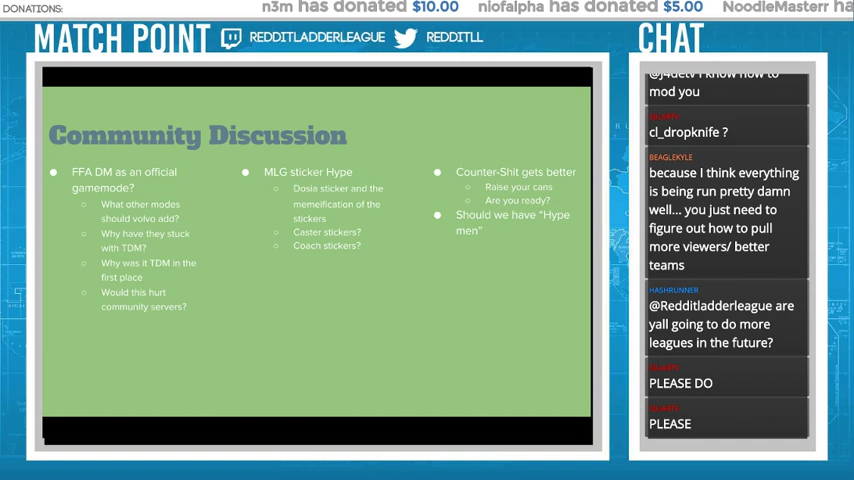 DONATIONS:
n3m has donated $10.00 niofalpha has donated $5.00 NoodleMasterr ha
MATCH POINT REDDITLADDERLEAGUE REDDITLL
CHAT
Community Discussion
FFA DM as an official
gamemode?
What other modes
should volvo add?
Why have they stuck
with TDM?
Why was it TDM in the
first place
Would this hurt
community servers?
MLG sticker Hype
Dosia sticker and the
memeification of the
stickers
Caster stickers?
Coach stickers?
Counter-Shit gets better
Raise your cans
Are you ready?
Should we have "Hype
men"
@j4detv I know how to
mod you
cl_dropknife ?
BEAGLEKYLE
because I think everything
is being run pretty damn
well... you just need to
figure out how to pull
more viewers/ better
teams
HASHRUNNER
@Redditladderleague are
yall going to do more
leagues in the future?
PLEASE DO
PLEASE